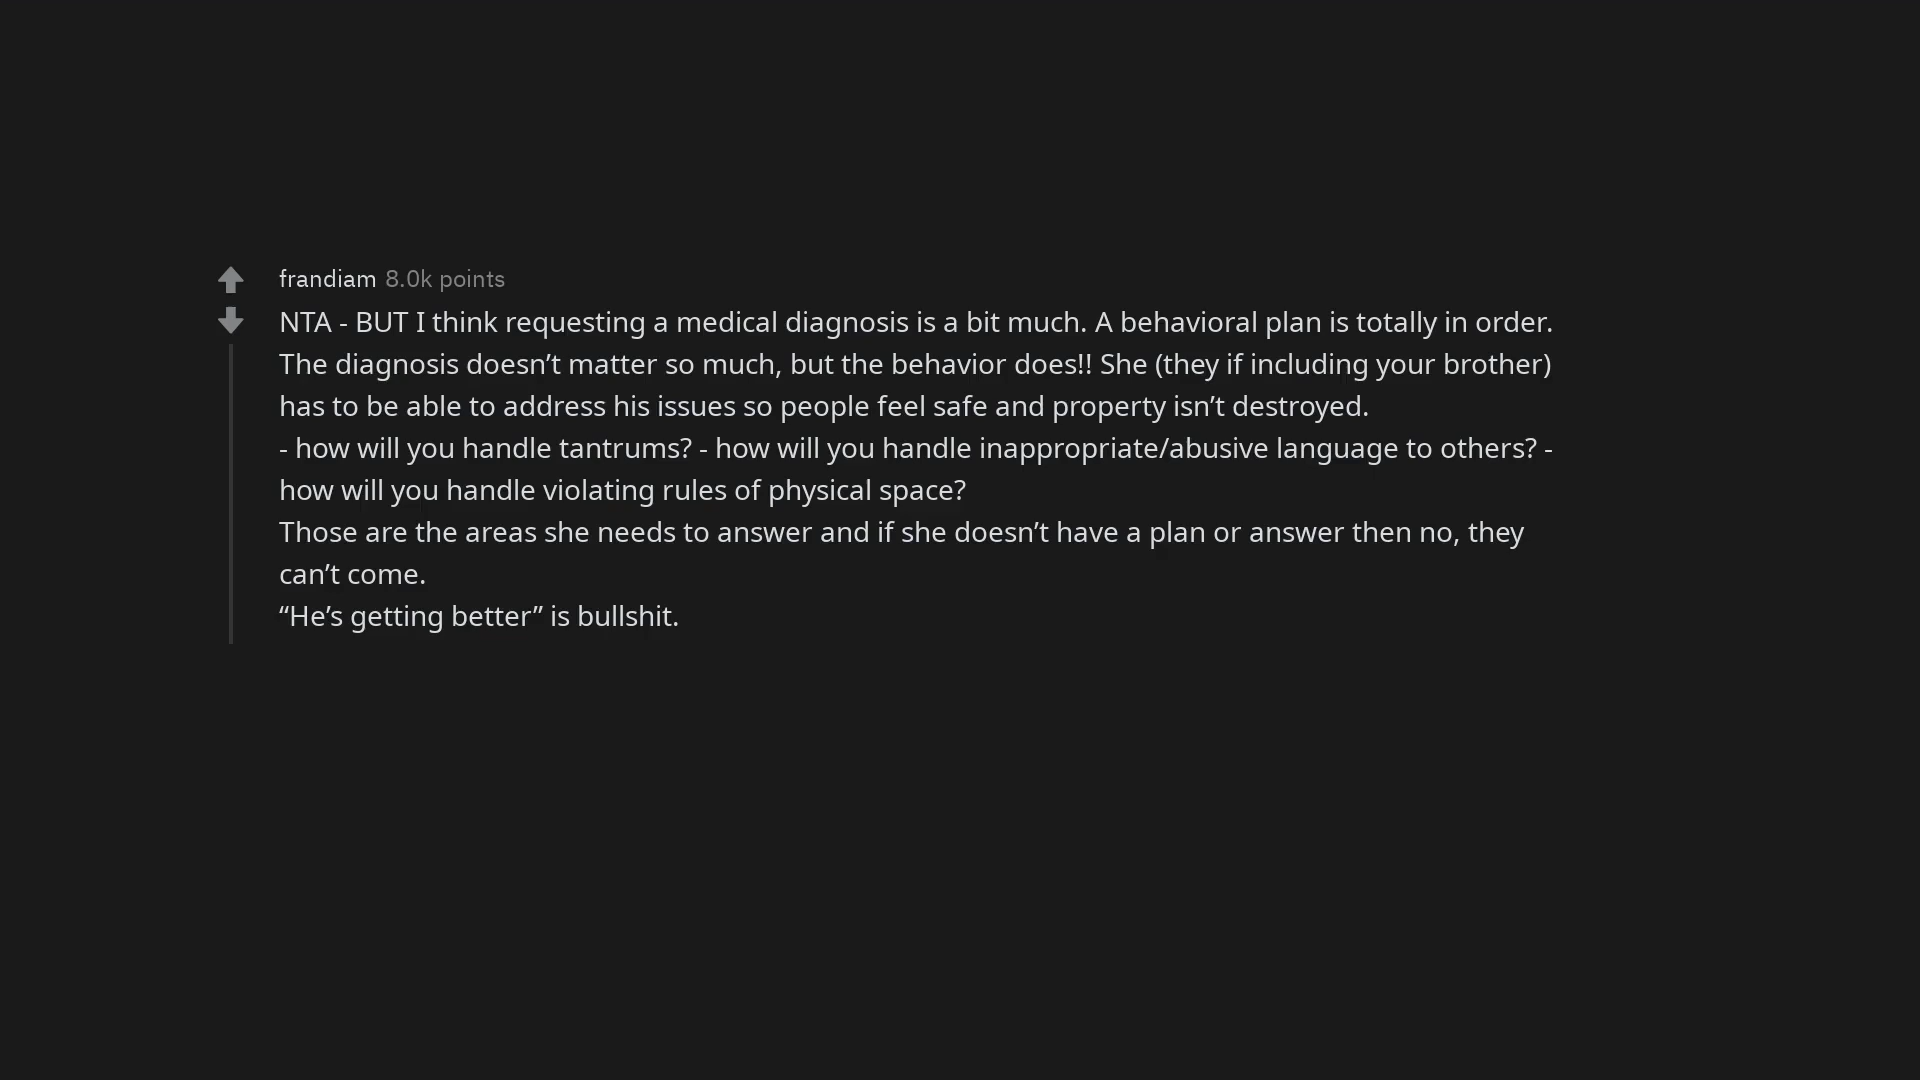 frandiam 8.0k points
NTA - BUT I think requesting a medical diagnosis is a bit much. A behavioral plan is totally in order.
The diagnosis doesn’t matter so much, but the behavior does!! She (they if including your brother)
has to be able to address his issues so people feel safe and property isn’t destroyed.
- how will you handle tantrums? - how will you handle inappropriate/abusive language to others? -
how will you handle violating rules of physical space?
Those are the areas she needs to answer and if she doesn’t have a plan or answer then no, they
can’t come.
“He’s getting better” is bullshit.